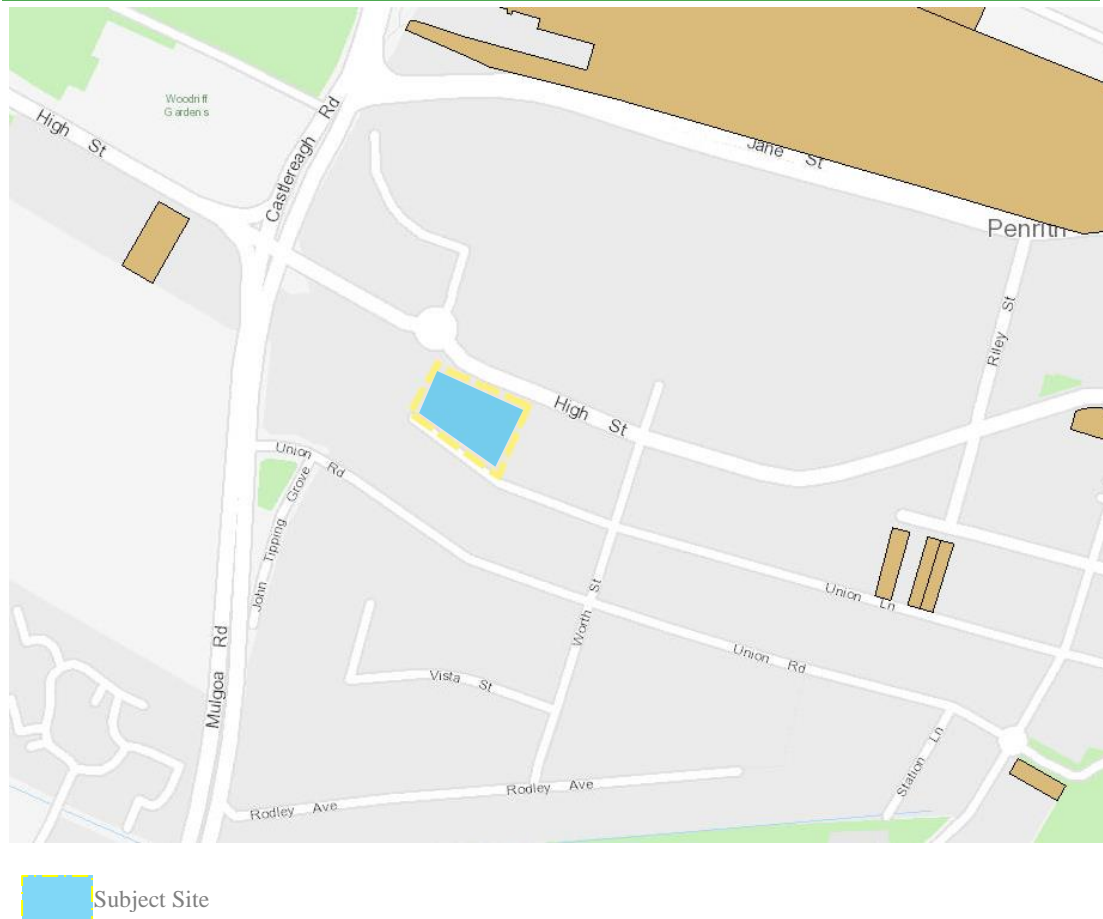 Woodriff
Gardens
High St
Castlereagh Rd
Jane St
Penrith
Riley St
High St
Union Rd
John Tipping Grove
Union Ln
Worth St
Mulgoa Rd
Union Rd
Vista St
Station Ln
Rodley Ave
Rodley Ave
Subject Site